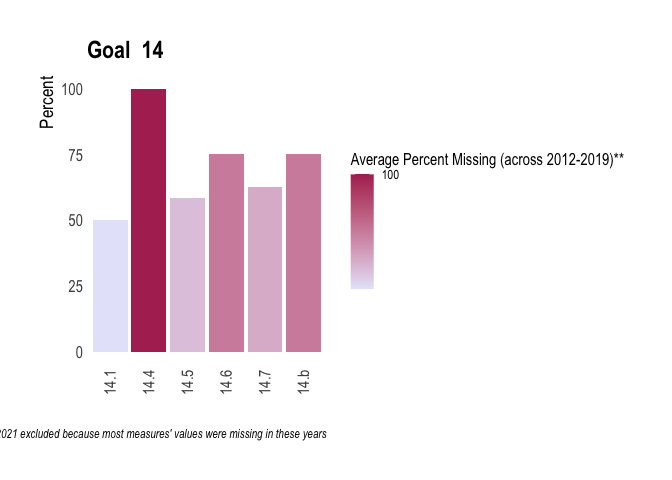 Goal 14
Percent
100
75
50
25
0
14.1
14.4
14.5
14.6
14.7
14.b
Average Percent Missing (across 2012-2019)**
100
2021 excluded because most measures' values were missing in these years